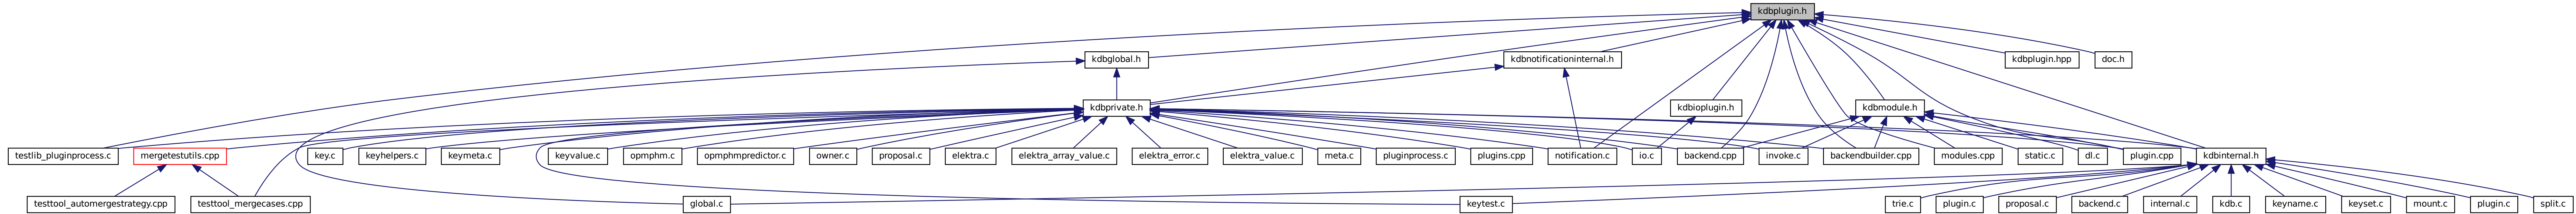 kdbplugin.h
kdbglobal.h
kdbnotificationinternal.h
kdbplugin.hpp
doc.h
kdbprivate.h
kdbioplugin.h
kdbmodule.h
testlib_pluginprocess.c
mergetestutils.cpp
key.c
keyhelpers.c
keymeta.c
keyvalue.c
opmphm.c
opmphmpredictor.c
owner.c
proposal.c
elektra.c
elektra_array_value.c
elektra_error.c
elektra_value.c
meta.c
pluginprocess.c
plugins.cpp
notification.c
io.c
backend.cpp
invoke.c
backendbuilder.cpp
modules.cpp
static.c
dl.c
plugin.cpp
kdbinternal.h
testtool_automergestrategy.cpp
testtool_mergecases.cpp
global.c
keytest.c
trie.c
plugin.c
proposal.c
backend.c
internal.c
kdb.c
keyname.c
keyset.c
mount.c
plugin.c
split.c